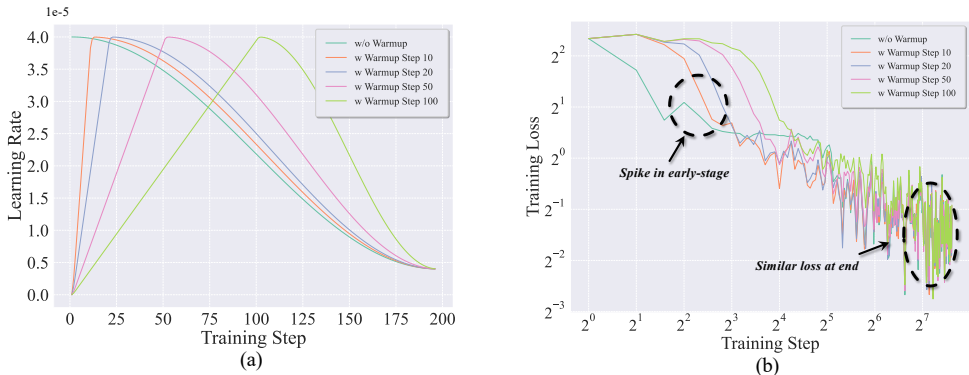 1e-5
4.0
3.5
3.0
2.5
2.0
1.5
1.0
0.5
0.0
Learning Rate
w/o Warmup
w Warmup Step 10
w Warmup Step 20
w Warmup Step 50
w Warmup Step 100
0 25 50 75 100 125 150 175 200
Training Step
(a)
2^2
2^1
2^0
2^-1
2^-2
2^-3
Training Loss
w/o Warmup
w Warmup Step 10
w Warmup Step 20
w Warmup Step 50
w Warmup Step 100
Spike in early-stage
Similar loss at end
2^0 2^1 2^2 2^3 2^4 2^5 2^6 2^7
Training Step
(b)